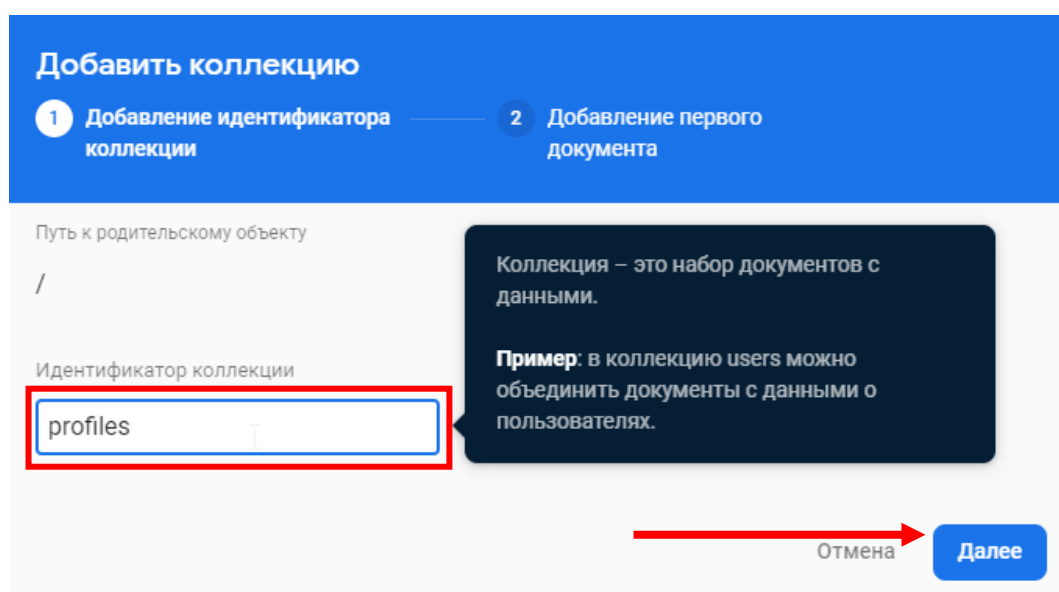 Добавить коллекцию
1 Добавление идентификатора
коллекции
2 Добавление первого
документа
Путь к родительскому объекту
/
Коллекция – это набор документов с
данными.
Пример: в коллекцию users можно
объединить документы с данными о
пользователях.
Идентификатор коллекции
profiles
Отмена
Далее